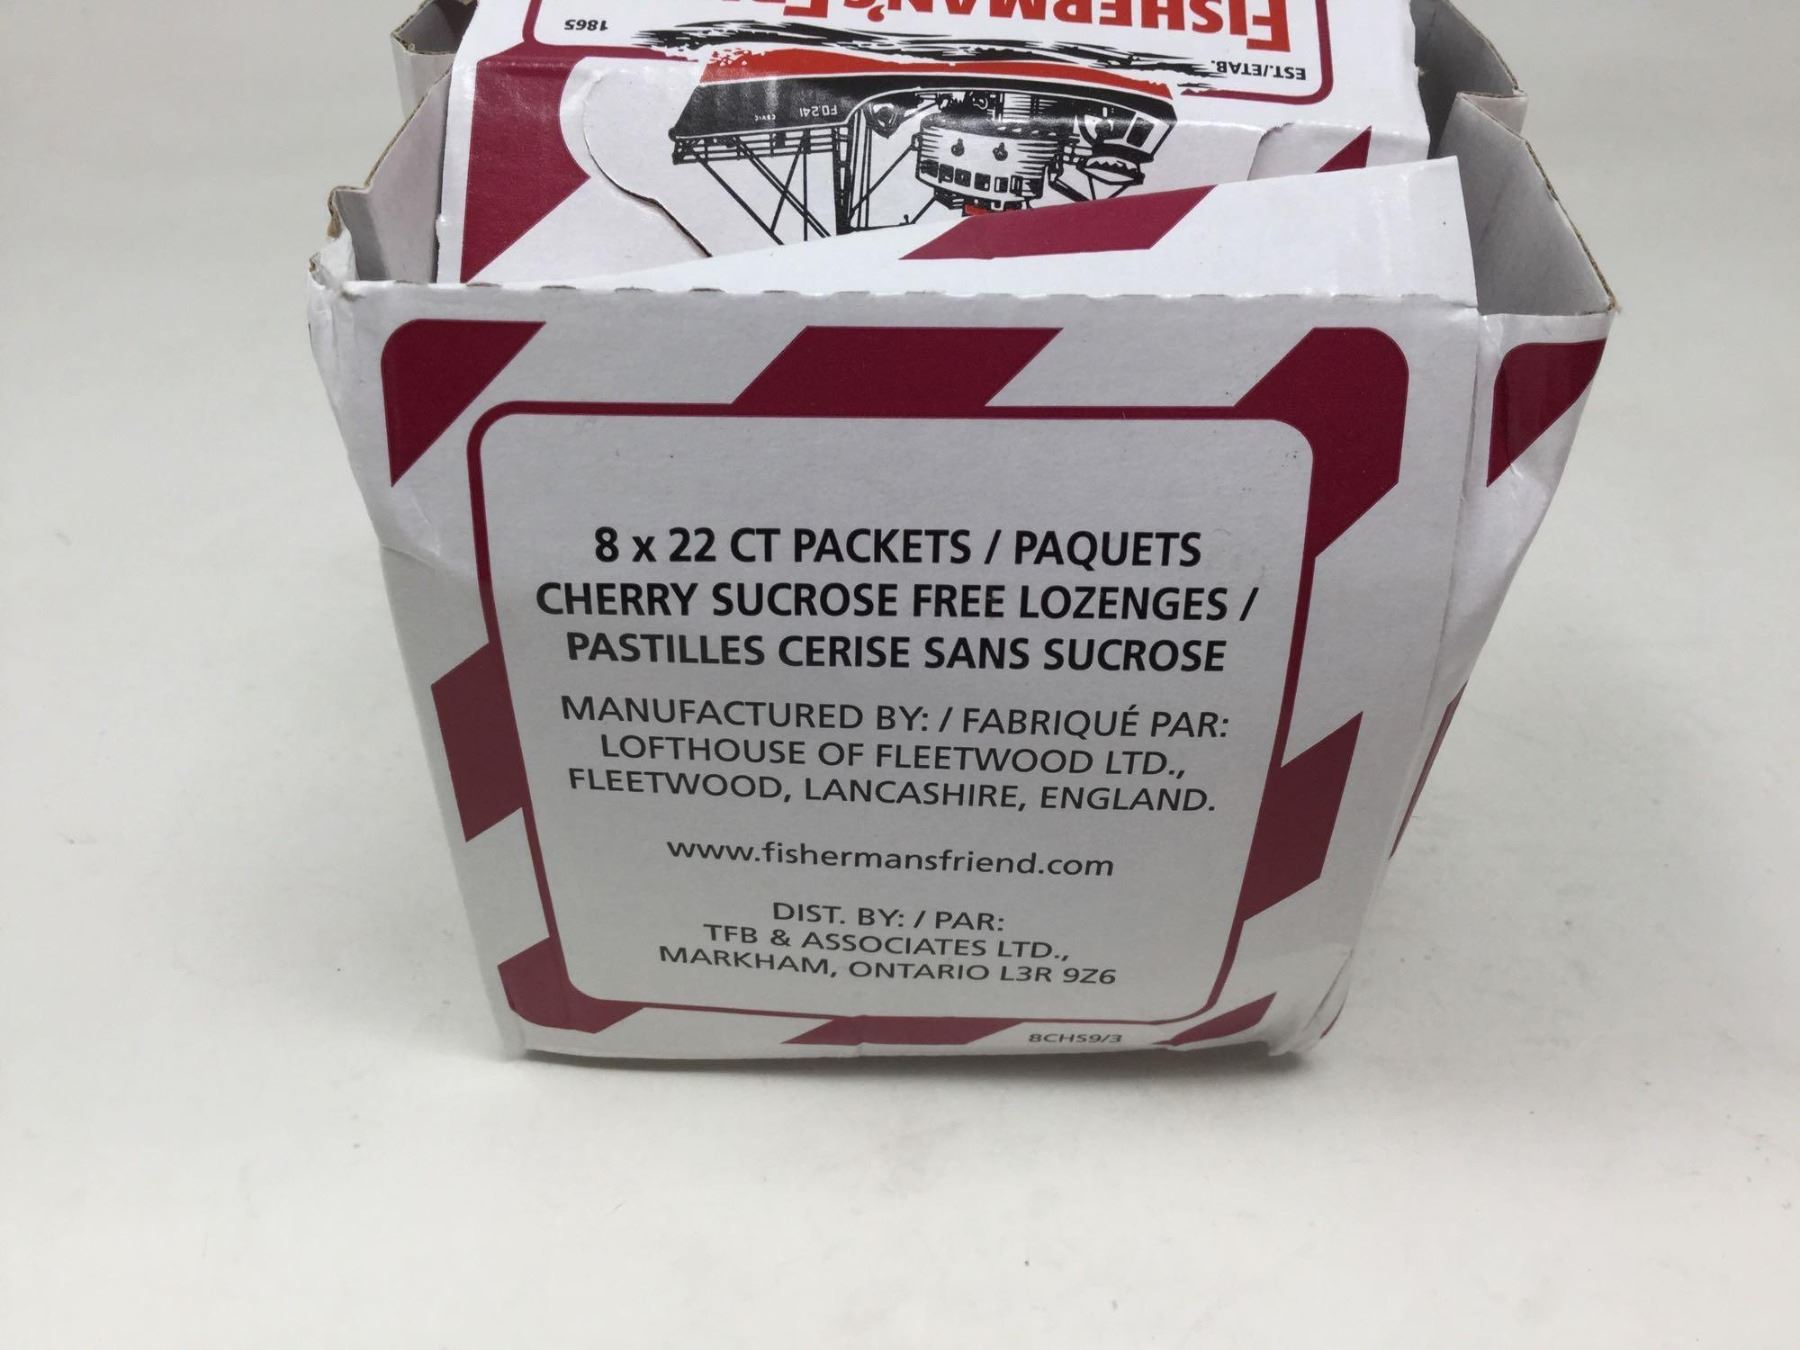 FISHERMAN'S
EST./ETAB. 1865
FD.241
8 x 22 CT PACKETS / PAQUETS
CHERRY SUCROSE FREE LOZENGES /
PASTILLES CERISE SANS SUCROSE
MANUFACTURED BY: / FABRIQUÉ PAR:
LOFTHOUSE OF FLEETWOOD LTD.,
FLEETWOOD, LANCASHIRE, ENGLAND.
www.fishermansfriend.com
DIST. BY: / PAR:
TFB & ASSOCIATES LTD.,
MARKHAM, ONTARIO L3R 9Z6
8CHS9/3